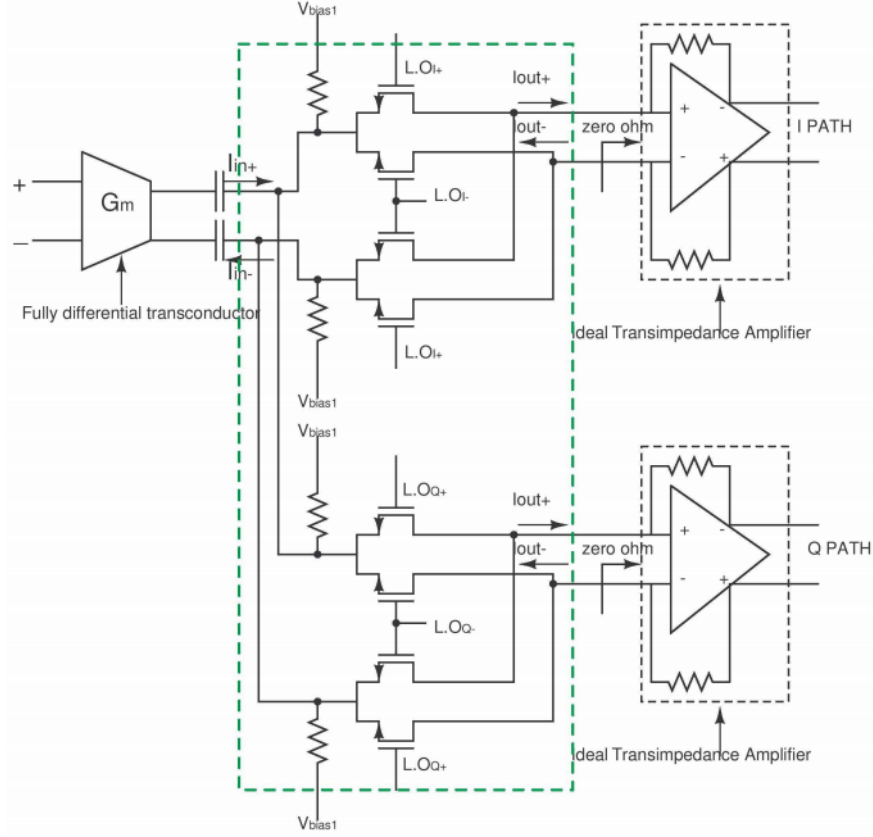 Vbias1
L.OI+
Iout+
+
-
I PATH
Iout-
zero ohm
Iin+
-
+
+
Gm
L.OI-
−
Iin-
Fully differential transconductor
Ideal Transimpedance Amplifier
L.OI+
Vbias1
Vbias1
L.OQ+
Iout+
+
-
Q PATH
Iout-
zero ohm
-
+
L.OQ-
Ideal Transimpedance Amplifier
L.OQ+
Vbias1